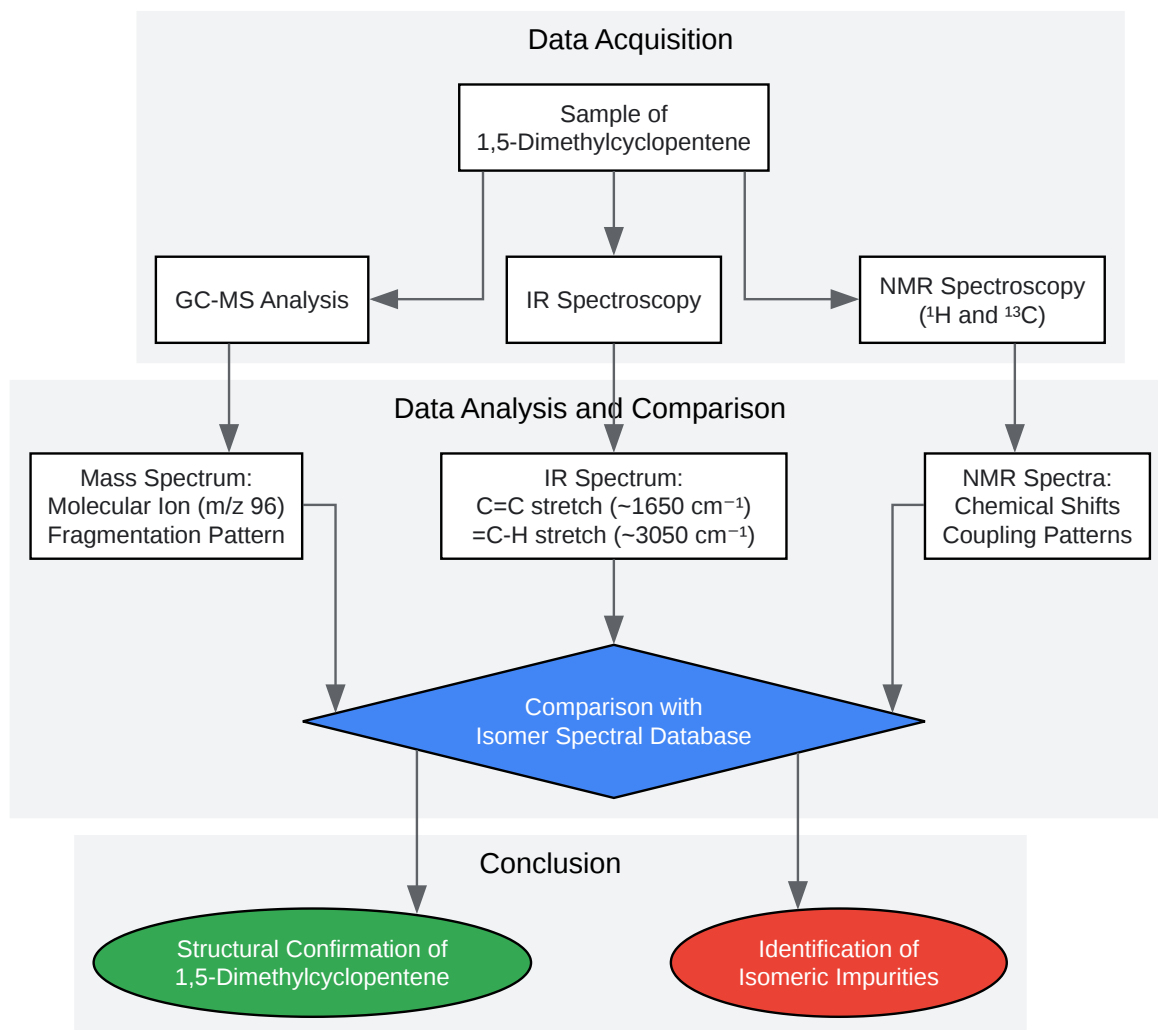 Data Acquisition
Sample of
1,5-Dimethylcyclopentene
GC-MS Analysis
IR Spectroscopy
NMR Spectroscopy
(¹H and ¹³C)
Data Analysis and Comparison
Mass Spectrum:
Molecular Ion (m/z 96)
Fragmentation Pattern
IR Spectrum:
C=C stretch (~1650 cm⁻¹)
=C-H stretch (~3050 cm⁻¹)
NMR Spectra:
Chemical Shifts
Coupling Patterns
Comparison with
Isomer Spectral Database
Conclusion
Structural Confirmation of
1,5-Dimethylcyclopentene
Identification of
Isomeric Impurities